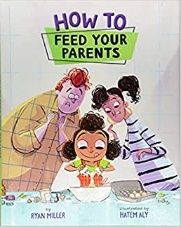 HOW TO
FEED YOUR
PARENTS
by
RYAN MILLER
illustrated by
HATEM ALY